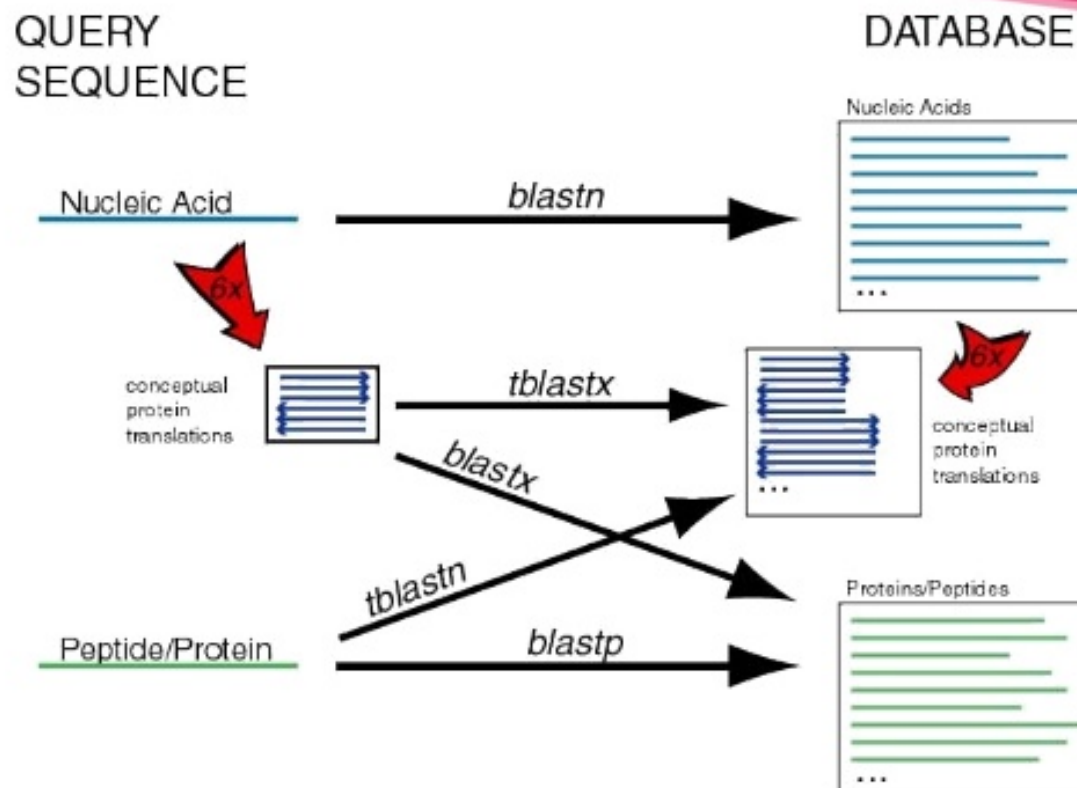 QUERY
SEQUENCE
DATABASE
Nucleic Acids
Nucleic Acid
blastn
...
6x
6x
conceptual
protein
translations
tblastx
conceptual
protein
translations
blastx
...
tblastn
Proteins/Peptides
Peptide/Protein
blastp
...